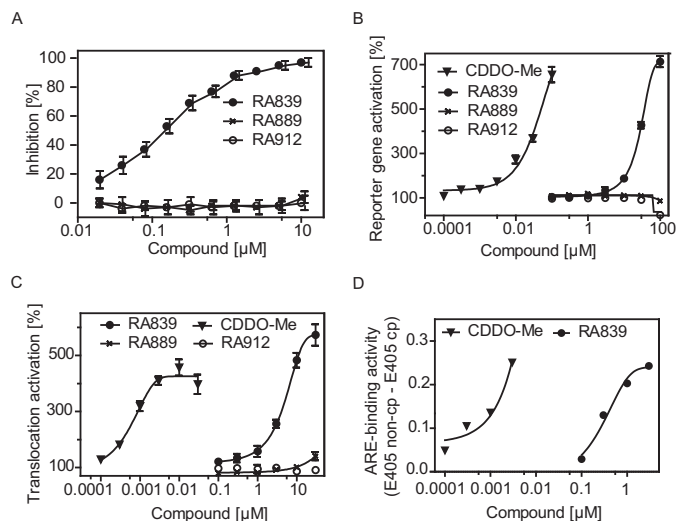 A
Inhibition [%]
100
80
60
40
20
0
RA839
RA889
RA912
0.01
0.1
1
10
Compound [µM]
B
Reporter gene activation [%]
700
500
300
100
CDDO-Me
RA839
RA889
RA912
0.0001
0.01
1
100
Compound [µM]
C
Translocation activation [%]
RA839
CDDO-Me
RA889
RA912
500
300
100
0.0001
0.001
0.01
0.1
1
10
Compound [µM]
D
ARE-binding activity
(E405 non-cp - E405 cp)
CDDO-Me
RA839
0.3
0.2
0.1
0
0.0001
0.001
0.01
0.1
1
Compound [µM]